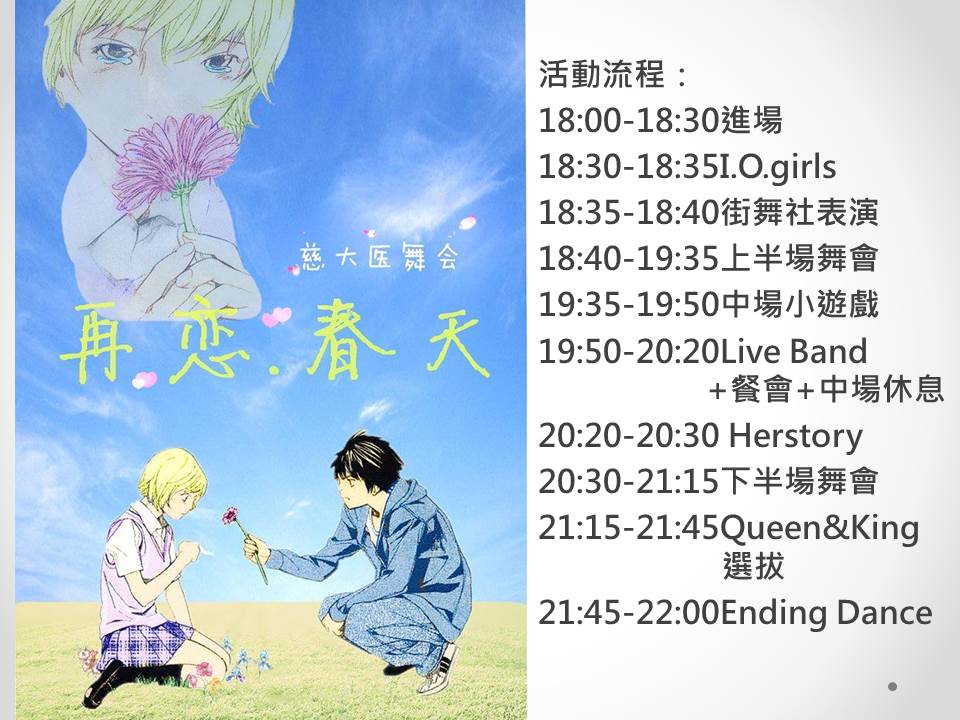 慈大医舞会
再恋.春天
活動流程：
18:00-18:30進場
18:30-18:35I.O.girls
18:35-18:40街舞社表演
18:40-19:35上半場舞會
19:35-19:50中場小遊戲
19:50-20:20Live Band
+餐會+中場休息
20:20-20:30 Herstory
20:30-21:15下半場舞會
21:15-21:45Queen&King
選拔
21:45-22:00Ending Dance